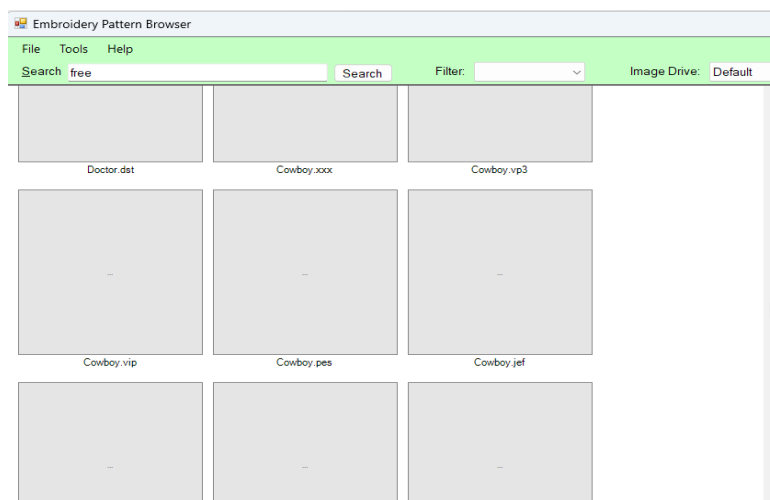 Embroidery Pattern Browser
File Tools Help
Search free Search Filter: Image Drive: Default
Doctor.dst Cowboy.xxx Cowboy.vp3
... ... ...
Cowboy.vip Cowboy.pes Cowboy.jef
... ... ...